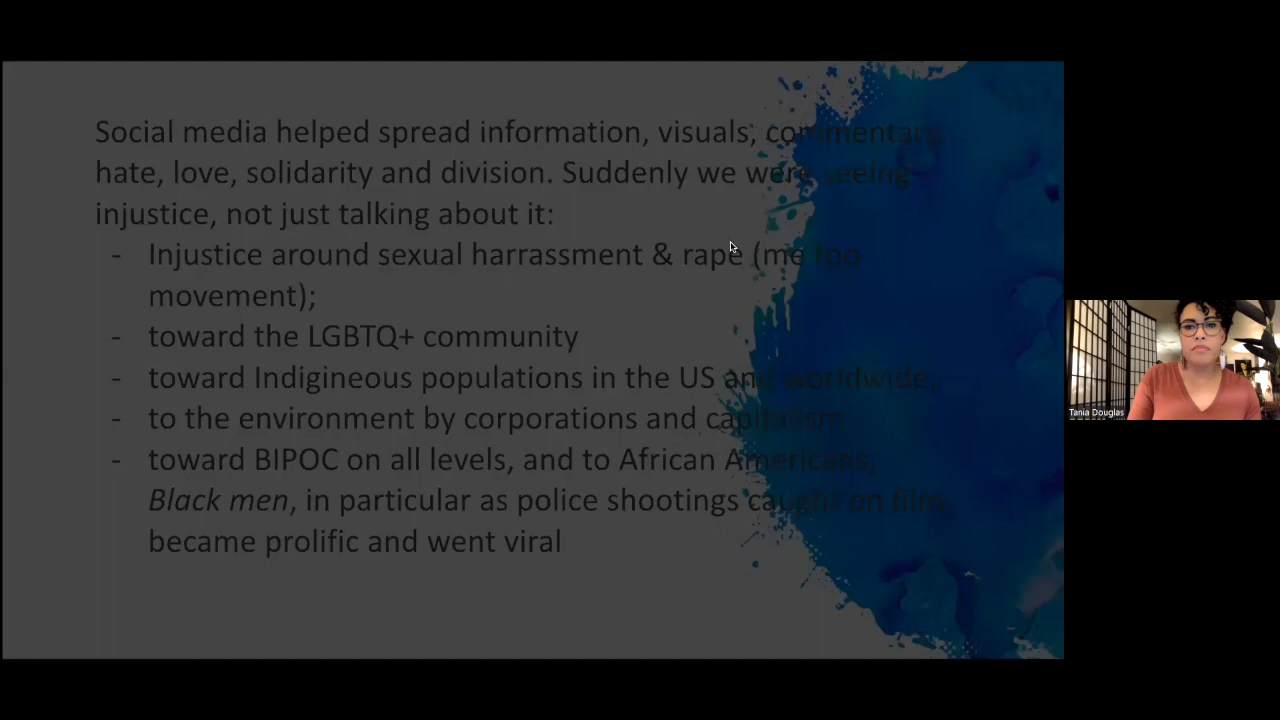 Social media helped spread information, visuals, commentary,
hate, love, solidarity and division. Suddenly we were seeing
injustice, not just talking about it:
- Injustice around sexual harrassment & rape (me too
movement);
- toward the LGBTQ+ community
- toward Indigineous populations in the US and worldwide,
- to the environment by corporations and capitalism
- toward BIPOC on all levels, and to African Americans,
Black men, in particular as police shootings caught on film
became prolific and went viral
Tania Douglas